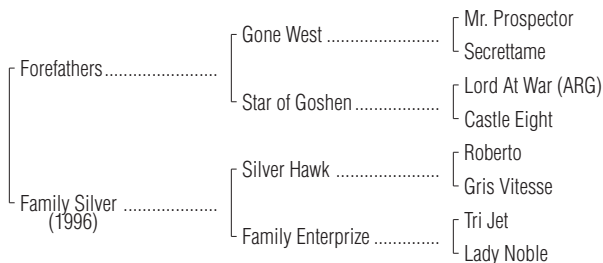 Mr. Prospector
Gone West .........................
Secrettame
Forefathers .........................
Lord At War (ARG)
Star of Goshen ...................
Castle Eight
Roberto
Silver Hawk .......................
Gris Vitesse
Family Silver .....................
(1996)
Tri Jet
Family Enterprize ...............
Lady Noble